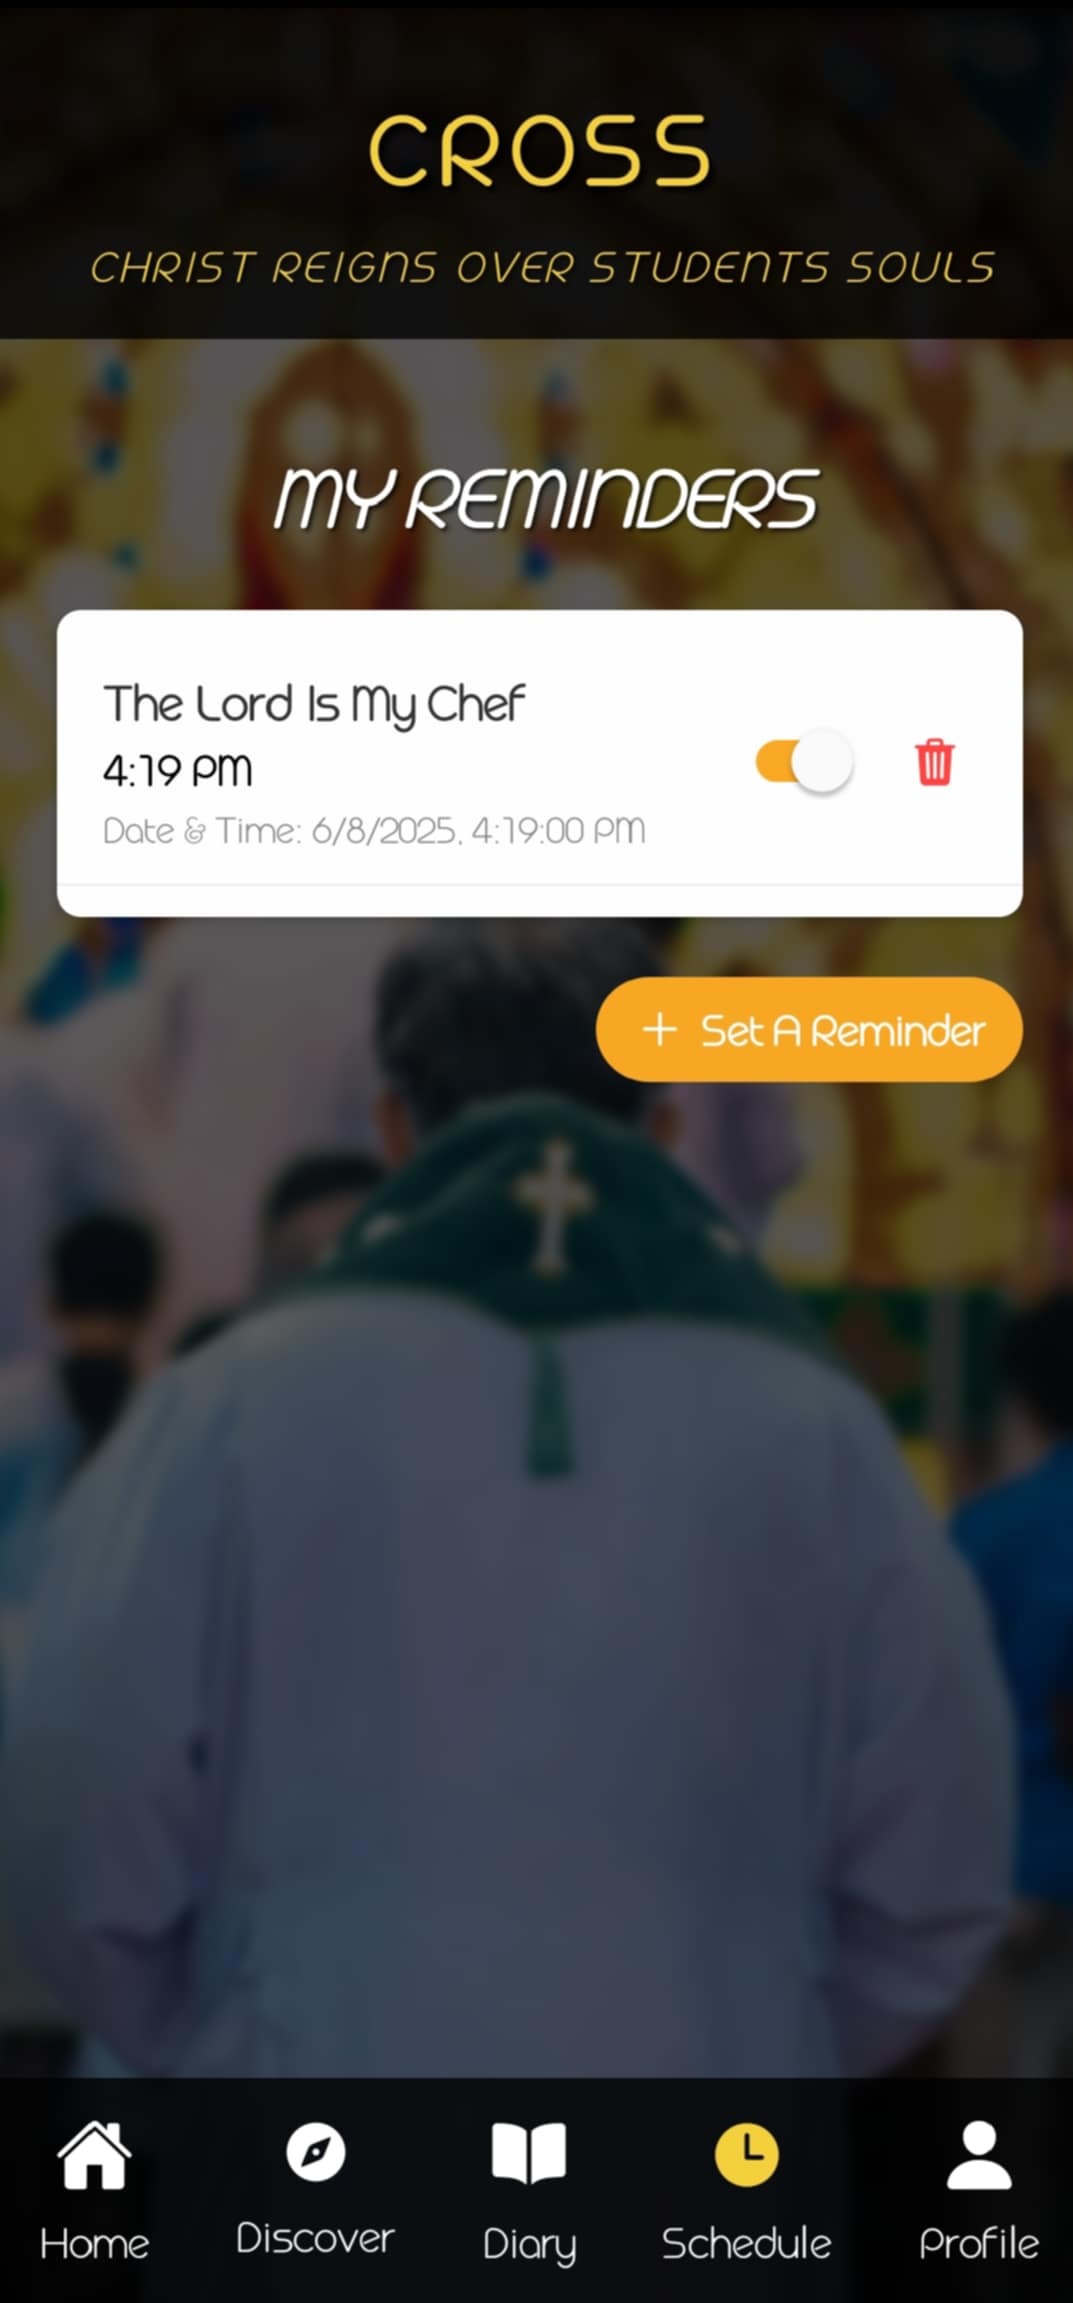 CROSS
CHRIST REIGNS OVER STUDENTS SOULS
MY REMINDERS
The Lord Is My Chef
4:19 PM
Date & Time: 6/8/2025, 4:19:00 PM
+ Set A Reminder
Home
Discover
Diary
Schedule
Profile